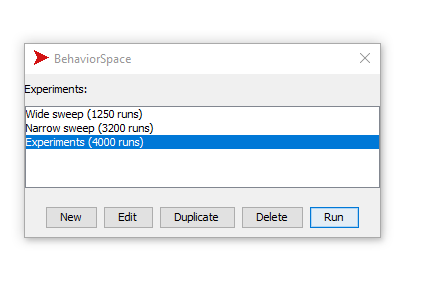 BehaviorSpace
Experiments:
Wide sweep (1250 runs)
Narrow sweep (3200 runs)
Experiments (4000 runs)
New Edit Duplicate Delete Run